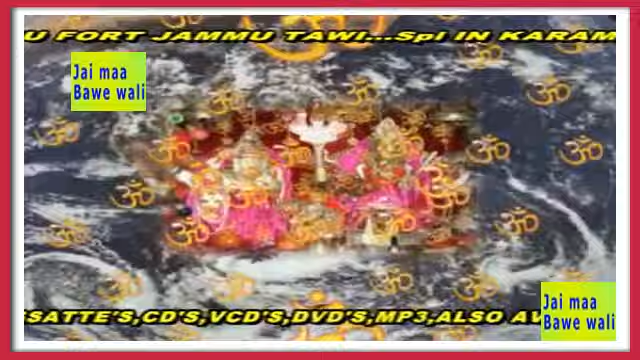 U FORT JAMMU TAWI...Spl IN KARAM
Jai maa
Bawe wali
ESATTE'S,CD'S,VCD'S,DVD'S,MP3,ALSO AV
Jai maa
Bawe wali